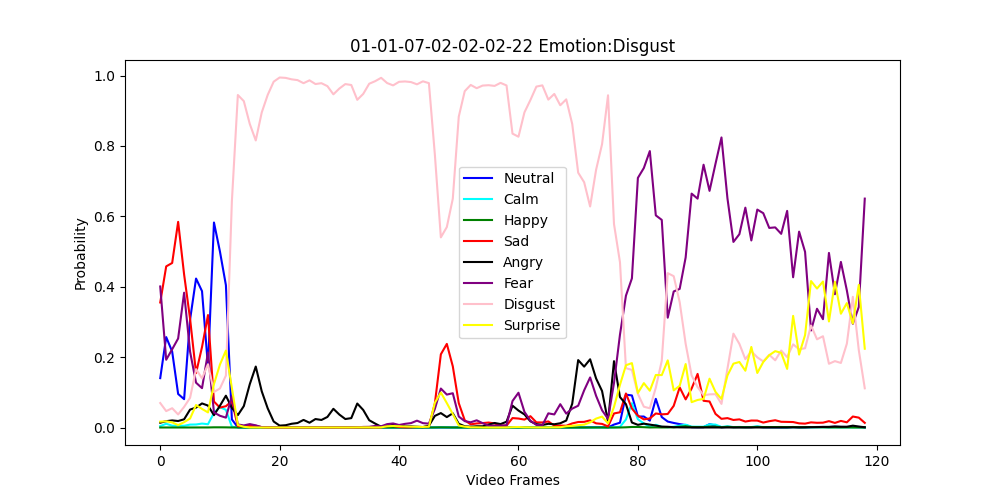 01-01-07-02-02-02-22 Emotion:Disgust
1.0
0.8
0.6
0.4
0.2
0.0
Probability
Neutral
Calm
Happy
Sad
Angry
Fear
Disgust
Surprise
0 20 40 60 80 100 120
Video Frames